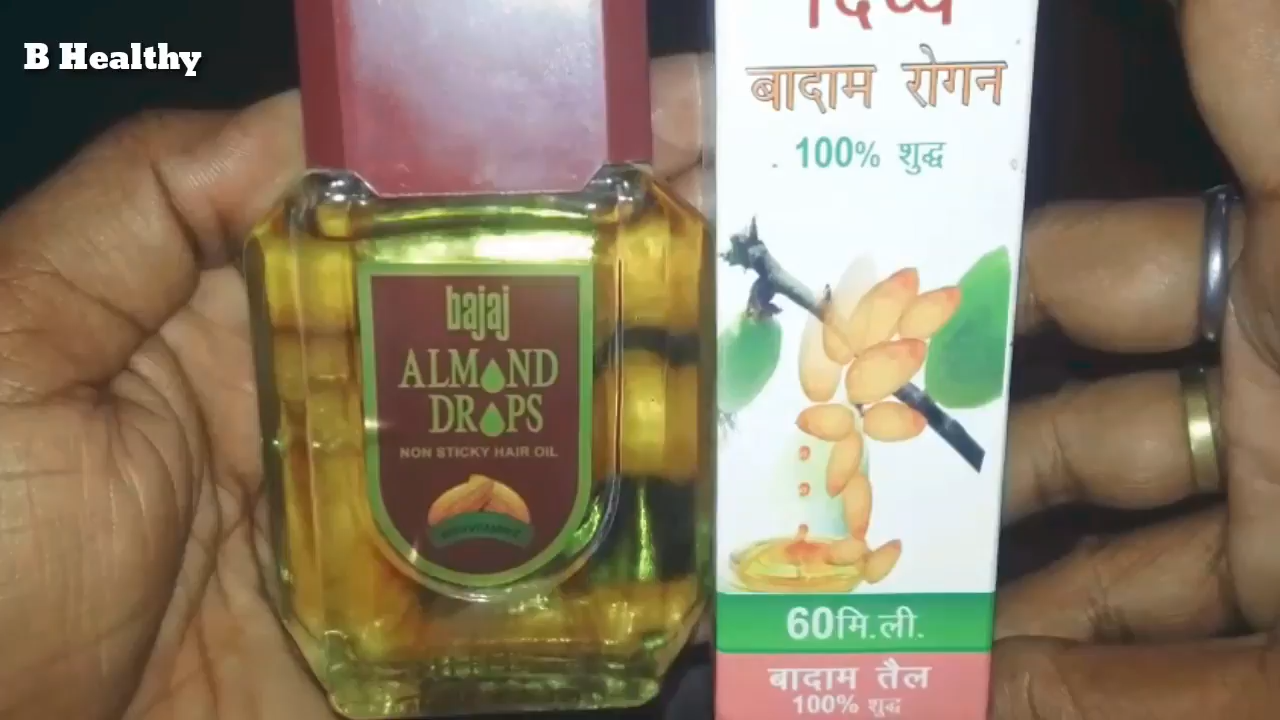 B Healthy
दिव्य
बादाम रोगन
100% शुद्ध
bajaj
ALMOND
DROPS
NON STICKY HAIR OIL
60मि.ली.
बादाम तैल
100% शुद्ध